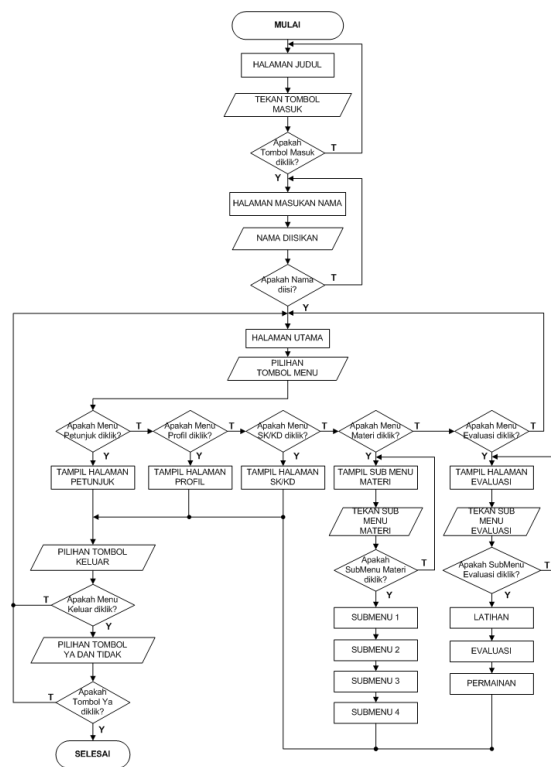 MULAI
HALAMAN JUDUL
TEKAN TOMBOL
MASUK
Apakah
Tombol Masuk
diklik?
T
Y
HALAMAN MASUKAN NAMA
NAMA DIISIKAN
Apakah Nama
diisi?
T
Y
HALAMAN UTAMA
PILIHAN
TOMBOL MENU
Apakah Menu
Petunjuk diklik?
T
Apakah Menu
Profil diklik?
T
Apakah Menu
SK/KD diklik?
T
Apakah Menu
Materi diklik?
T
Apakah Menu
Evaluasi diklik?
T
Y
Y
Y
Y
Y
TAMPIL HALAMAN
PETUNJUK
TAMPIL HALAMAN
PROFIL
TAMPIL HALAMAN
SK/KD
TAMPIL SUB MENU
MATERI
TAMPIL HALAMAN
EVALUASI
TEKAN SUB
MENU
MATERI
TEKAN SUB
MENU
EVALUASI
PILIHAN TOMBOL
KELUAR
Apakah
SubMenu Materi
diklik?
T
Apakah SubMenu
Evaluasi diklik?
T
Y
Y
Apakah Menu
Keluar diklik?
T
Y
SUBMENU 1
LATIHAN
PILIHAN TOMBOL
YA DAN TIDAK
SUBMENU 2
EVALUASI
SUBMENU 3
PERMAINAN
Apakah
Tombol Ya
diklik?
T
Y
SUBMENU 4
SELESAI